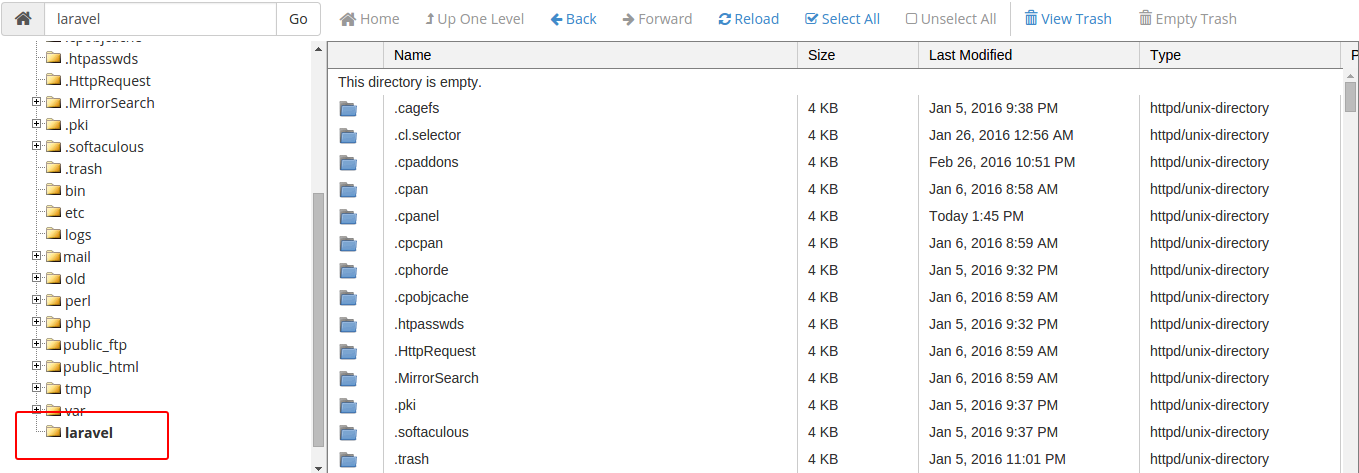 laravel Go Home Up One Level Back Forward Reload Select All Unselect All View Trash Empty Trash
.cpobjcache
.htpasswds
.HttpRequest
.MirrorSearch
.pki
.softaculous
.trash
bin
etc
logs
mail
old
perl
php
public_ftp
public_html
tmp
var
laravel
Name Size Last Modified Type P
This directory is empty.
.cagefs 4 KB Jan 5, 2016 9:38 PM httpd/unix-directory
.cl.selector 4 KB Jan 26, 2016 12:56 AM httpd/unix-directory
.cpaddons 4 KB Feb 26, 2016 10:51 PM httpd/unix-directory
.cpan 4 KB Jan 6, 2016 8:58 AM httpd/unix-directory
.cpanel 4 KB Today 1:45 PM httpd/unix-directory
.cpcpan 4 KB Jan 6, 2016 8:59 AM httpd/unix-directory
.cphorde 4 KB Jan 5, 2016 9:32 PM httpd/unix-directory
.cpobjcache 4 KB Jan 6, 2016 8:59 AM httpd/unix-directory
.htpasswds 4 KB Jan 5, 2016 9:32 PM httpd/unix-directory
.HttpRequest 4 KB Jan 6, 2016 8:59 AM httpd/unix-directory
.MirrorSearch 4 KB Jan 6, 2016 8:59 AM httpd/unix-directory
.pki 4 KB Jan 5, 2016 9:37 PM httpd/unix-directory
.softaculous 4 KB Jan 5, 2016 9:37 PM httpd/unix-directory
.trash 4 KB Jan 5, 2016 11:01 PM httpd/unix-directory